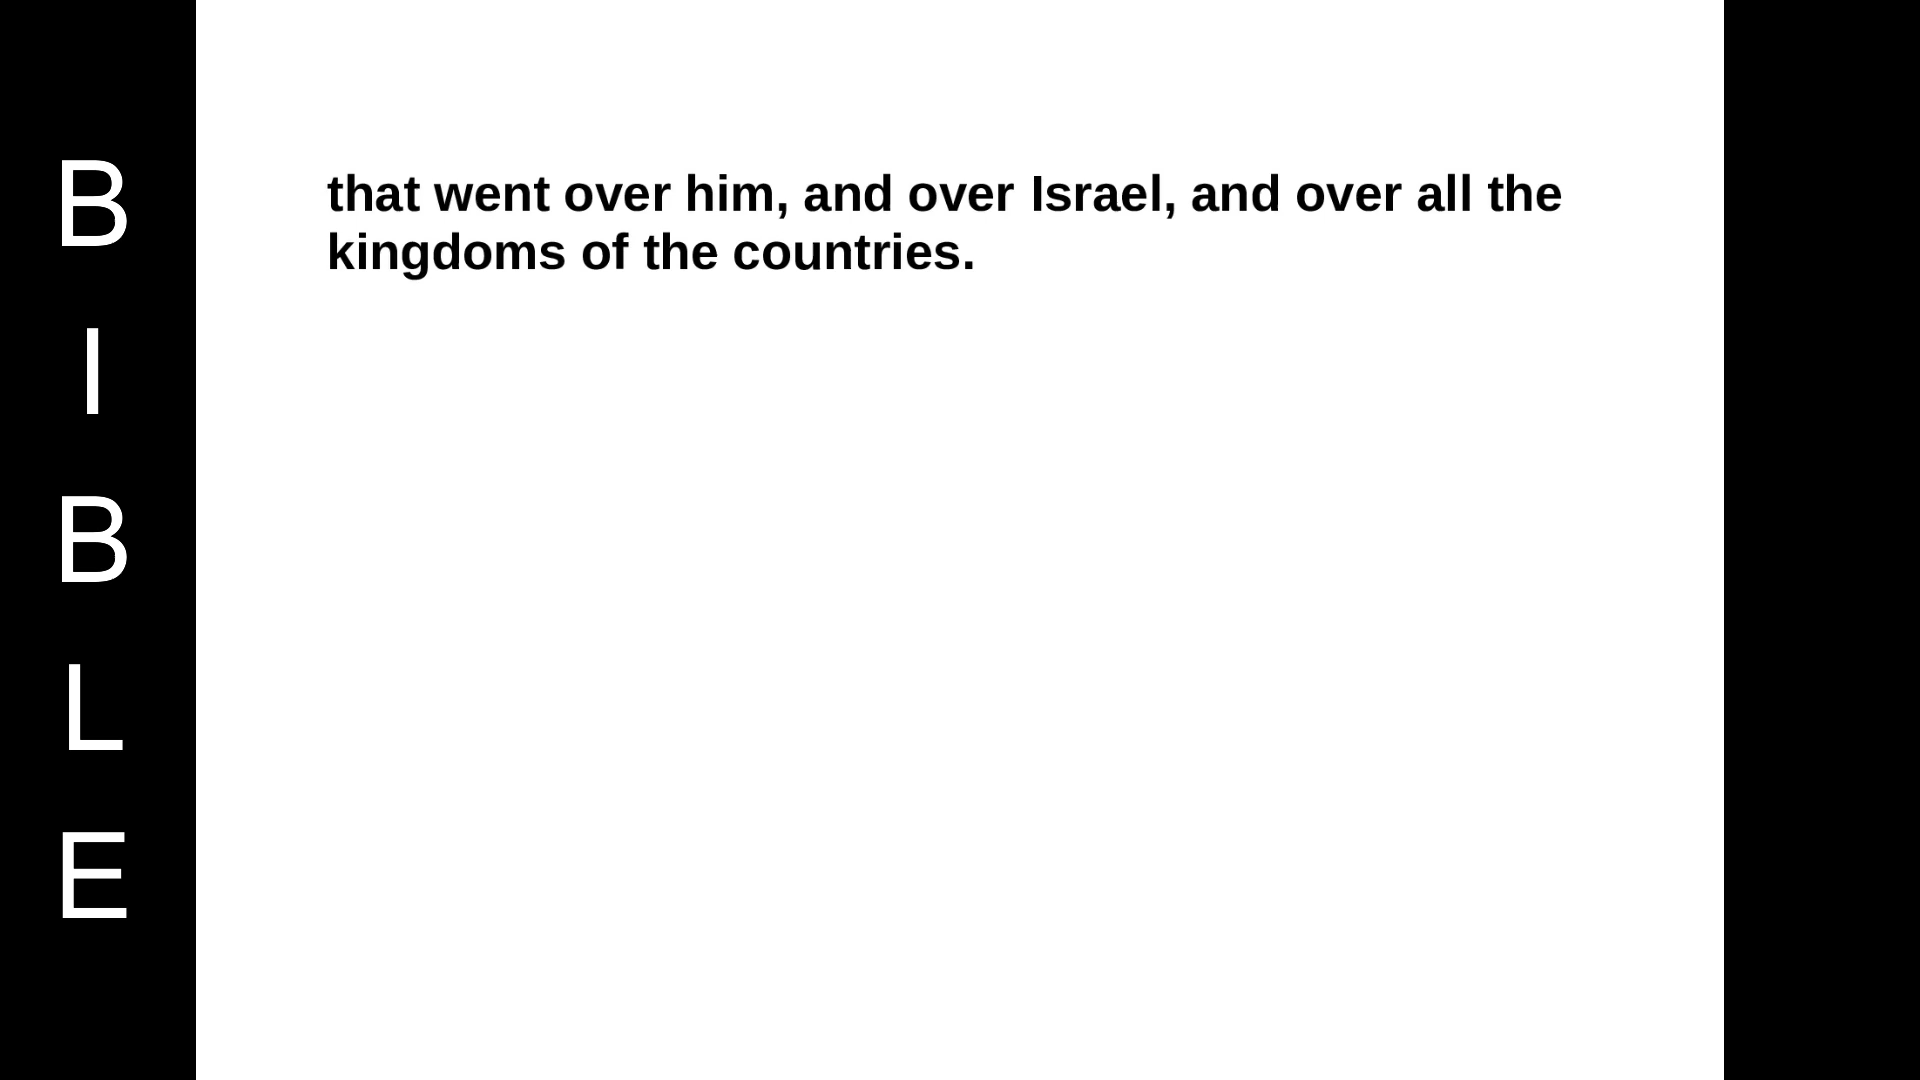 B
I
B
L
E
that went over him, and over Israel, and over all the
kingdoms of the countries.